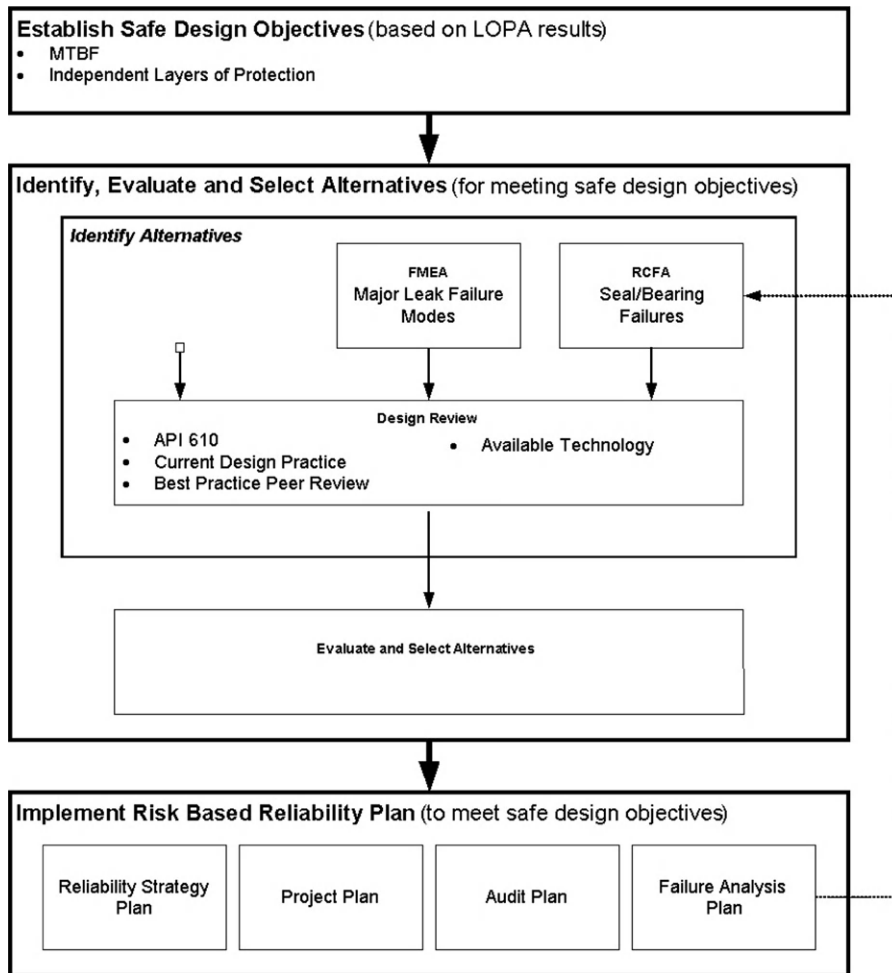 Establish Safe Design Objectives (based on LOPA results)
• MTBF
• Independent Layers of Protection
Identify, Evaluate and Select Alternatives (for meeting safe design objectives)
Identify Alternatives
FMEA
Major Leak Failure
Modes
RCFA
Seal/Bearing
Failures
Design Review
• API 610
• Current Design Practice
• Best Practice Peer Review
• Available Technology
Evaluate and Select Alternatives
Implement Risk Based Reliability Plan (to meet safe design objectives)
Reliability Strategy
Plan
Project Plan
Audit Plan
Failure Analysis
Plan